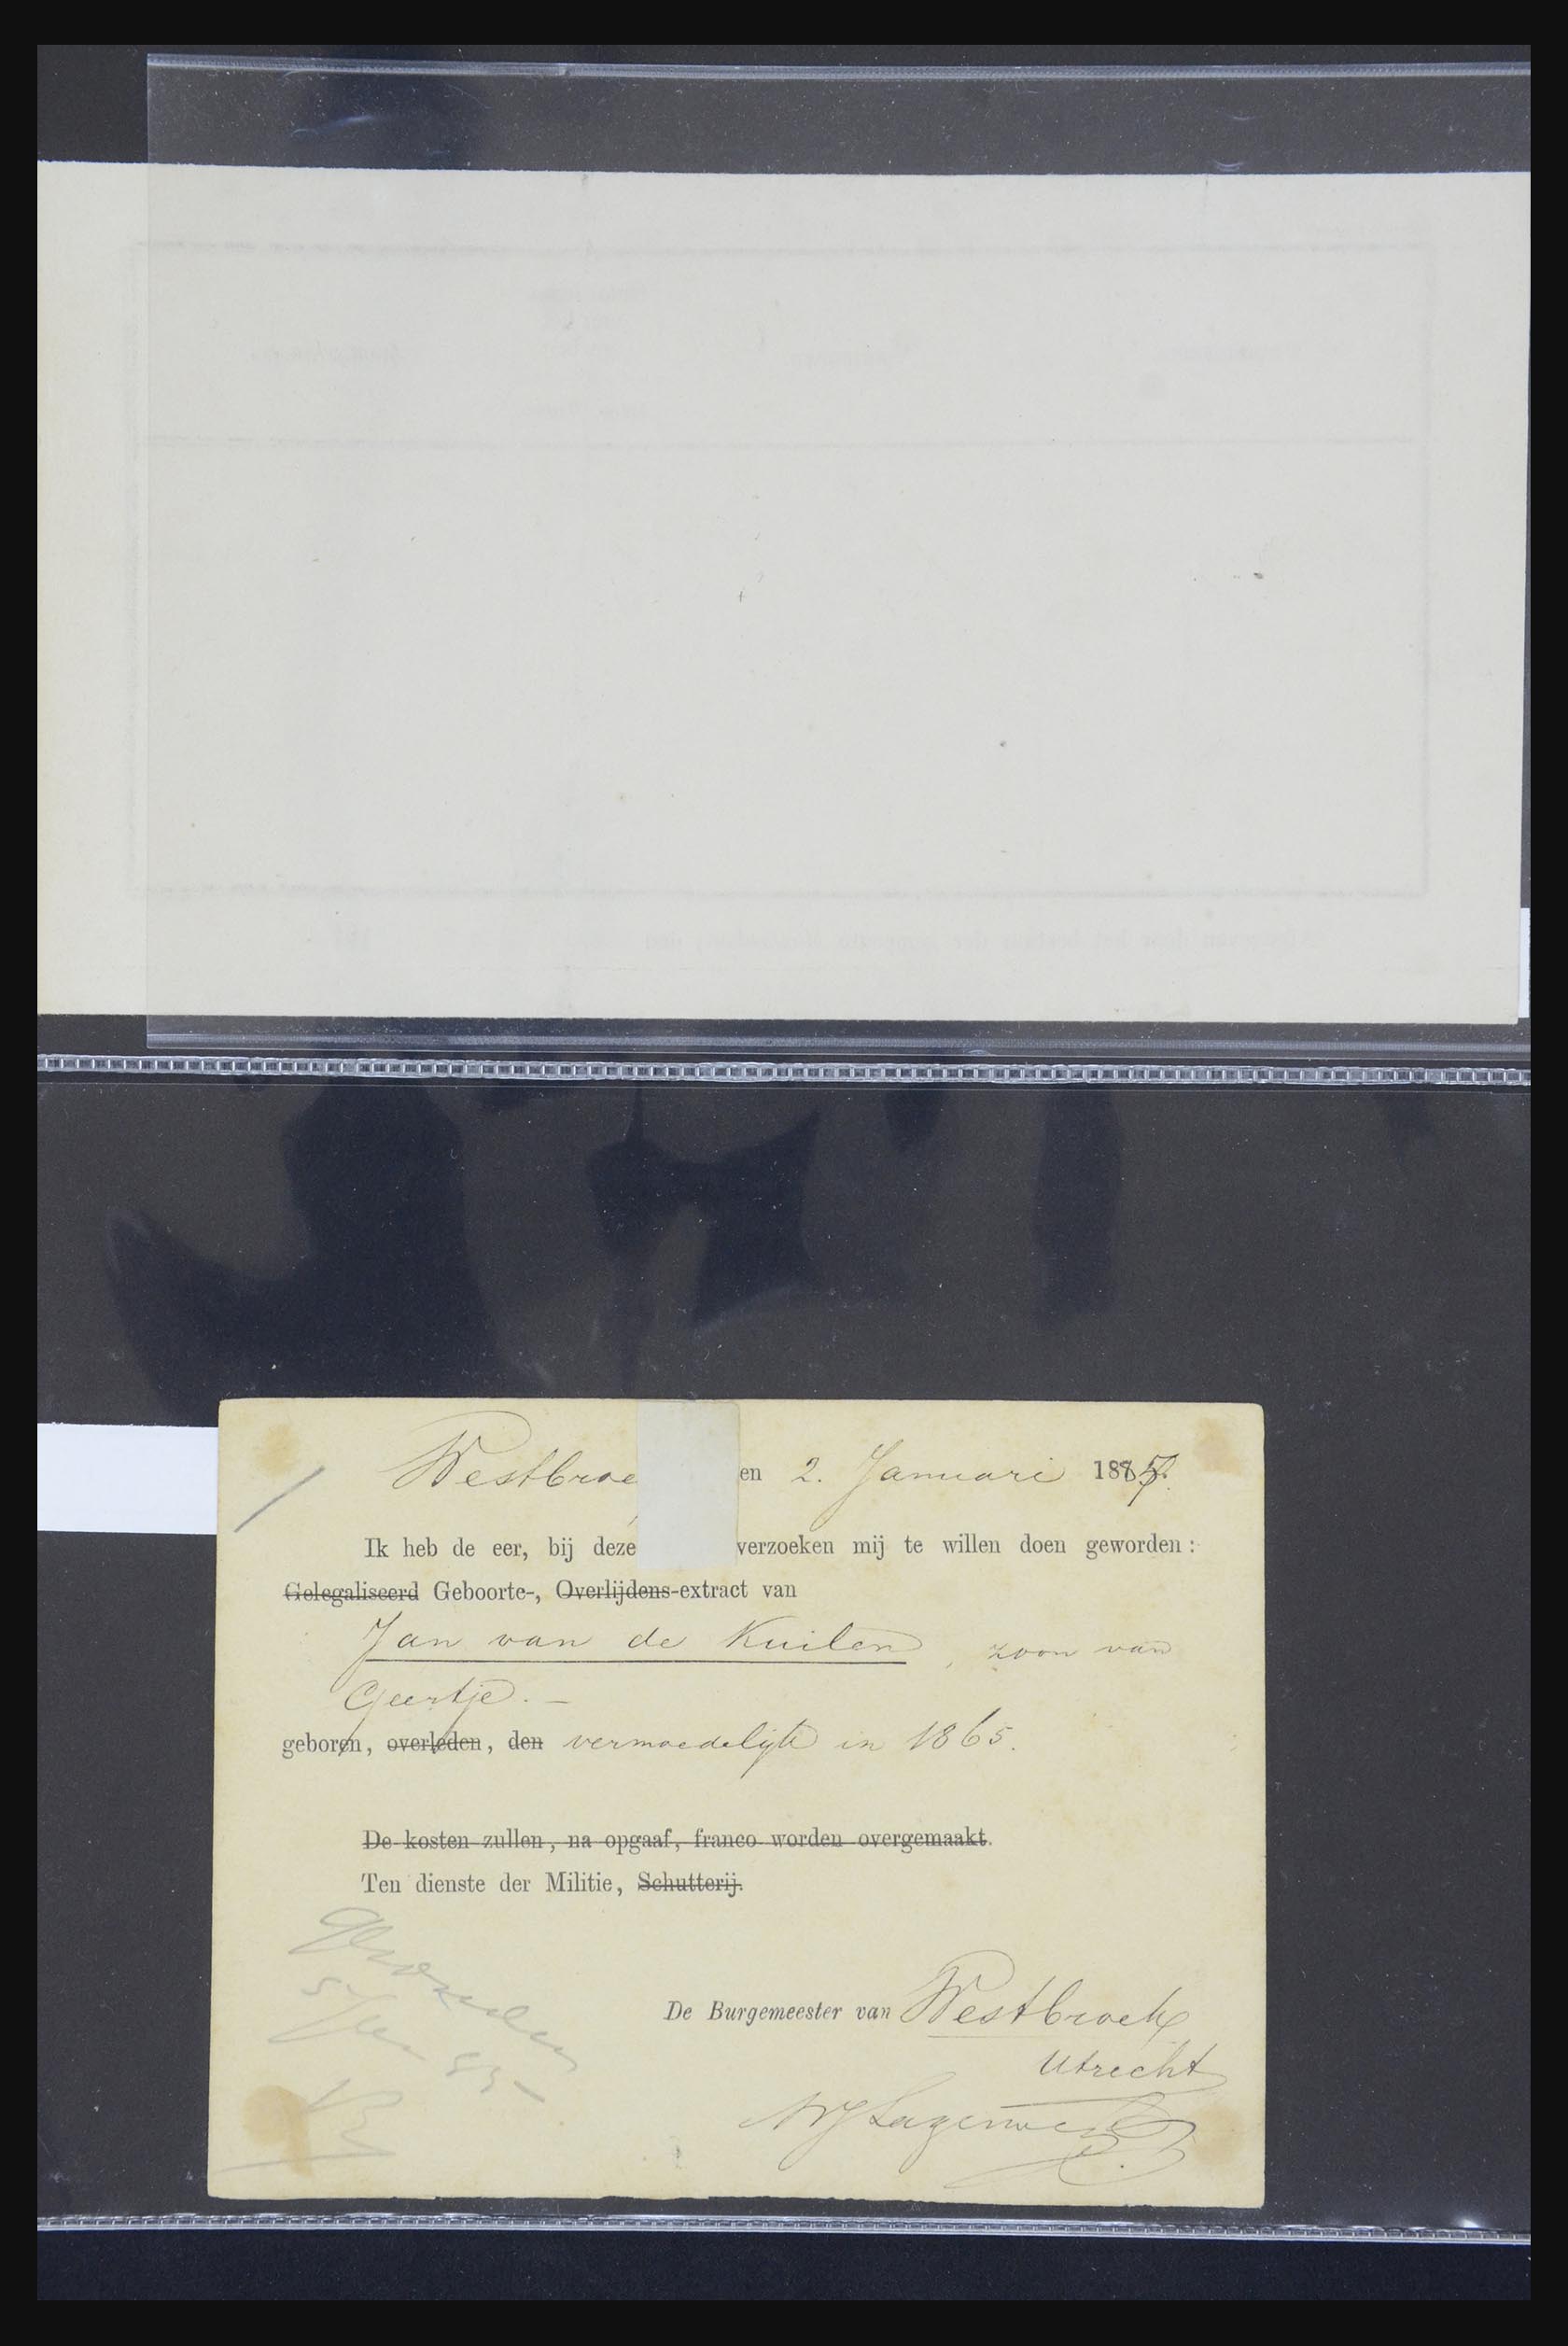 Westbroe en 2. Januari 1885.
Ik heb de eer, bij deze verzoeken mij te willen doen geworden :
Gelegaliseerd Geboorte-, Overlijdens-extract van
Jan van de Kuilen, zoon van
Geertje. –
geboren, overleden, den vermoedelijk in 1865.
De kosten zullen, na opgaaf, franco worden overgemaakt.
Ten dienste der Militie, Schutterij.
De Burgemeester van Westbroek
Utrecht